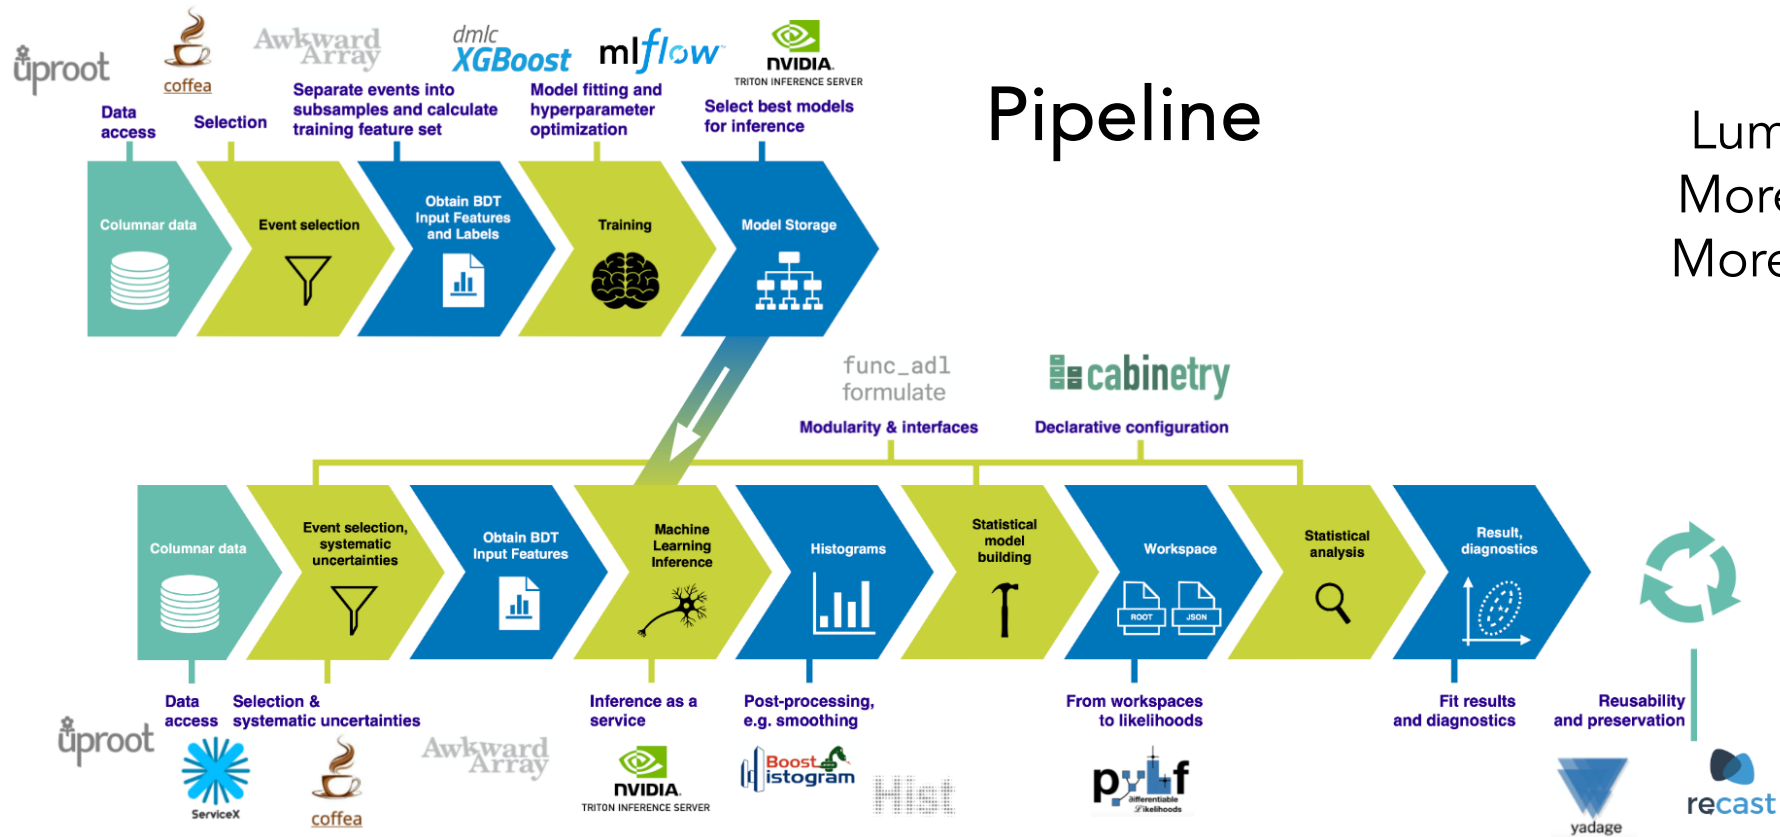 uproot
coffea
Awkward
Array
dmlc
XGBoost
mlflow
NVIDIA.
TRITON INFERENCE SERVER
Data
access
Selection
Separate events into
subsamples and calculate
training feature set
Model fitting and
hyperparameter
optimization
Select best models
for inference
Pipeline
Lum
More
More
Columnar data
Event selection
Obtain BDT
Input Features
and Labels
Training
Model Storage
func_adl
formulate
cabinetry
Modularity & interfaces
Declarative configuration
Columnar data
Event selection,
systematic
uncertainties
Obtain BDT
Input Features
Machine
Learning
Inference
Histograms
Statistical
model
building
Workspace
ROOT
JSON
Statistical
analysis
Result,
diagnostics
Data
access
Selection &
systematic uncertainties
Inference as a
service
Post-processing,
e.g. smoothing
From workspaces
to likelihoods
Fit results
and diagnostics
Reusability
and preservation
uproot
ServiceX
coffea
Awkward
Array
NVIDIA.
TRITON INFERENCE SERVER
Boost
istogram
Hist
pyhf
differentiable
Likelihoods
yadage
recast